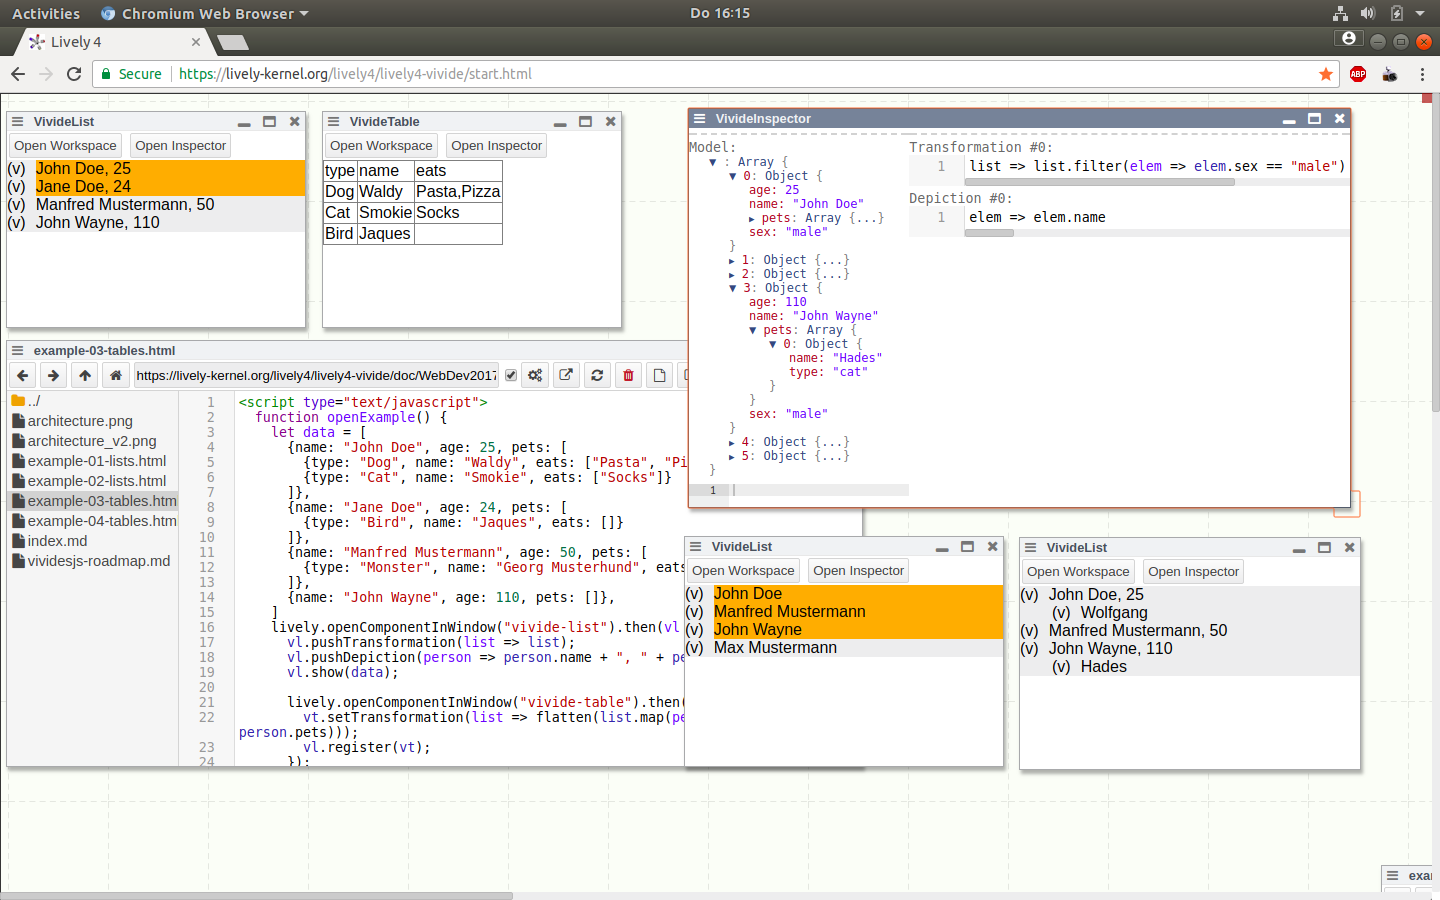 Activities
Chromium Web Browser
Do 16:15
Lively 4
Secure
https://lively-kernel.org/lively4/lively4-vivide/start.html
ABP
VivideList
Open Workspace
Open Inspector
(v) John Doe, 25
(v) Jane Doe, 24
(v) Manfred Mustermann, 50
(v) John Wayne, 110
VivideTable
Open Workspace
Open Inspector
type name eats
Dog Waldy Pasta,Pizza
Cat Smokie Socks
Bird Jaques
VivideInspector
Model:
▼ : Array {
▼ 0: Object {
age: 25
name: "John Doe"
▶ pets: Array {...}
sex: "male"
}
▶ 1: Object {...}
▶ 2: Object {...}
▼ 3: Object {
age: 110
name: "John Wayne"
▼ pets: Array {
▼ 0: Object {
name: "Hades"
type: "cat"
}
}
sex: "male"
}
▶ 4: Object {...}
▶ 5: Object {...}
}
1
Transformation #0:
1 list => list.filter(elem => elem.sex == "male")
Depiction #0:
1 elem => elem.name
example-03-tables.html
https://lively-kernel.org/lively4/lively4-vivide/doc/WebDev2017
../
architecture.png
architecture_v2.png
example-01-lists.html
example-02-lists.html
example-03-tables.htm
example-04-tables.htm
index.md
vividesjs-roadmap.md
1 <script type="text/javascript">
2 function openExample() {
3 let data = [
4 {name: "John Doe", age: 25, pets: [
5 {type: "Dog", name: "Waldy", eats: ["Pasta", "Pi
6 {type: "Cat", name: "Smokie", eats: ["Socks"]}
7 ]},
8 {name: "Jane Doe", age: 24, pets: [
9 {type: "Bird", name: "Jaques", eats: []}
10 ]},
11 {name: "Manfred Mustermann", age: 50, pets: [
12 {type: "Monster", name: "Georg Musterhund", eats
13 ]},
14 {name: "John Wayne", age: 110, pets: []},
15 ]
16 lively.openComponentInWindow("vivide-list").then(vl
17 vl.pushTransformation(list => list);
18 vl.pushDepiction(person => person.name + ", " + pe
19 vl.show(data);
20
21 lively.openComponentInWindow("vivide-table").then(
22 vt.setTransformation(list => flatten(list.map(pe
person.pets)));
23 vl.register(vt);
24 });
VivideList
Open Workspace
Open Inspector
(v) John Doe
(v) Manfred Mustermann
(v) John Wayne
(v) Max Mustermann
VivideList
Open Workspace
Open Inspector
(v) John Doe, 25
(v) Wolfgang
(v) Manfred Mustermann, 50
(v) John Wayne, 110
(v) Hades
exa